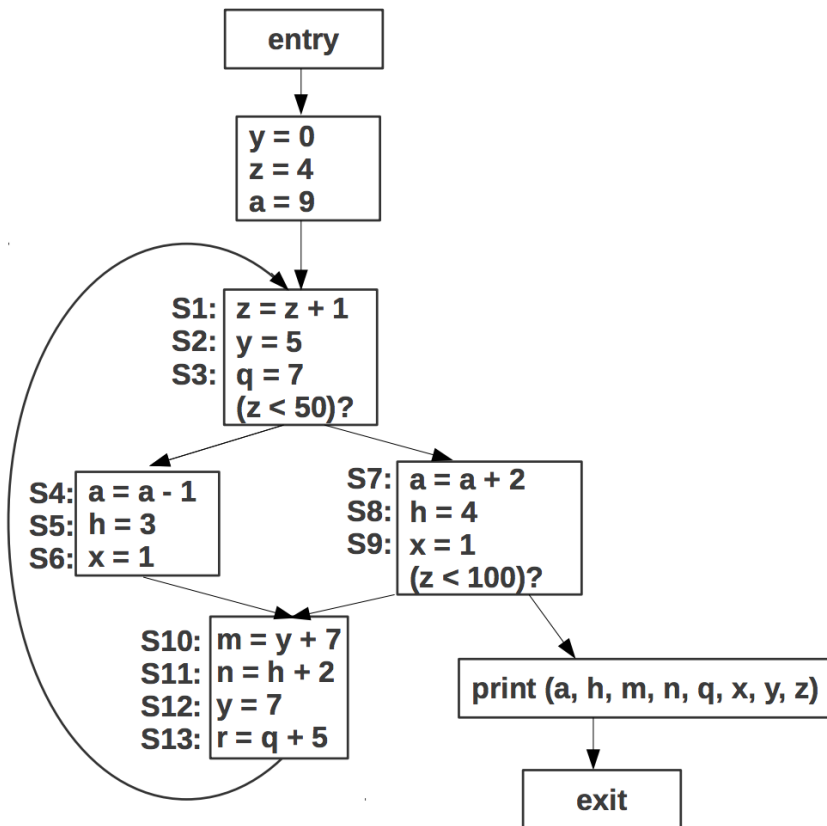 entry
y = 0
z = 4
a = 9
S1: z = z + 1
S2: y = 5
S3: q = 7
(z < 50)?
S4: a = a - 1
S5: h = 3
S6: x = 1
S7: a = a + 2
S8: h = 4
S9: x = 1
(z < 100)?
S10: m = y + 7
S11: n = h + 2
S12: y = 7
S13: r = q + 5
print (a, h, m, n, q, x, y, z)
exit